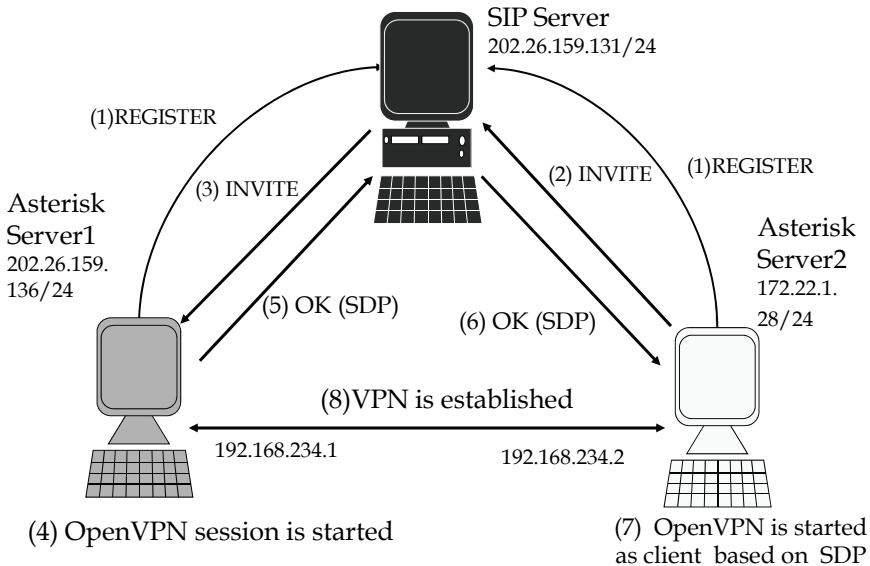 SIP Server
202.26.159.131/24
(1)REGISTER
(3) INVITE
(2) INVITE
(1)REGISTER
Asterisk
Server1
202.26.159.
136/24
Asterisk
Server2
172.22.1.
28/24
(5) OK (SDP)
(6) OK (SDP)
(8)VPN is established
192.168.234.1
192.168.234.2
(4) OpenVPN session is started
(7) OpenVPN is started
as client based on SDP